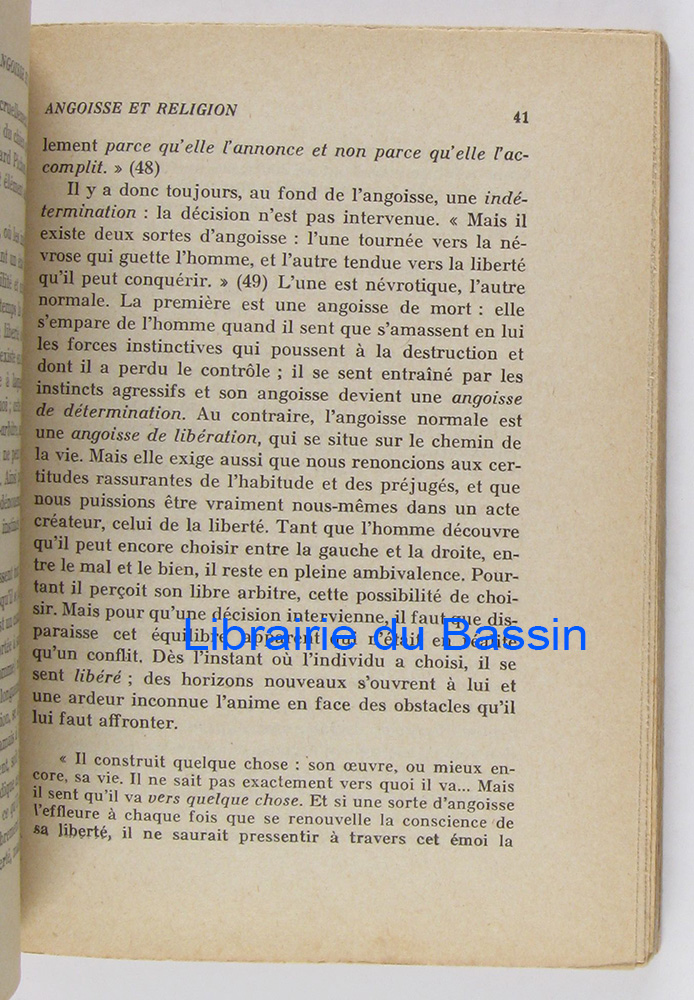 ANGOISSE ET RELIGION 41
lement parce qu'elle l'annonce et non parce qu'elle l'ac-
complit. » (48)
Il y a donc toujours, au fond de l'angoisse, une indé-
termination : la décision n'est pas intervenue. « Mais il
existe deux sortes d'angoisse : l'une tournée vers la né-
vrose qui guette l'homme, et l'autre tendue vers la liberté
qu'il peut conquérir. » (49) L'une est névrotique, l'autre
normale. La première est une angoisse de mort : elle
s'empare de l'homme quand il sent que s'amassent en lui
les forces instinctives qui poussent à la destruction et
dont il a perdu le contrôle ; il se sent entraîné par les
instincts agressifs et son angoisse devient une angoisse
de détermination. Au contraire, l'angoisse normale est
une angoisse de libération, qui se situe sur le chemin de
la vie. Mais elle exige aussi que nous renoncions aux cer-
titudes rassurantes de l'habitude et des préjugés, et que
nous puissions être vraiment nous-mêmes dans un acte
créateur, celui de la liberté. Tant que l'homme découvre
qu'il peut encore choisir entre la gauche et la droite, en-
tre le mal et le bien, il reste en pleine ambivalence. Pour-
tant il perçoit son libre arbitre, cette possibilité de choi-
sir. Mais pour qu'une décision intervienne, il faut que dis-
paraisse cet équilibre apparent qui n'était en réalité
Librairie du Bassin
qu'un conflit. Dès l'instant où l'individu a choisi, il se
sent libéré ; des horizons nouveaux s'ouvrent à lui et
une ardeur inconnue l'anime en face des obstacles qu'il
lui faut affronter.
« Il construit quelque chose : son œuvre, ou mieux en-
core, sa vie. Il ne sait pas exactement vers quoi il va... Mais
il sent qu'il va vers quelque chose. Et si une sorte d'angoisse
l'effleure à chaque fois que se renouvelle la conscience de
sa liberté, il ne saurait pressentir à travers cet émoi la